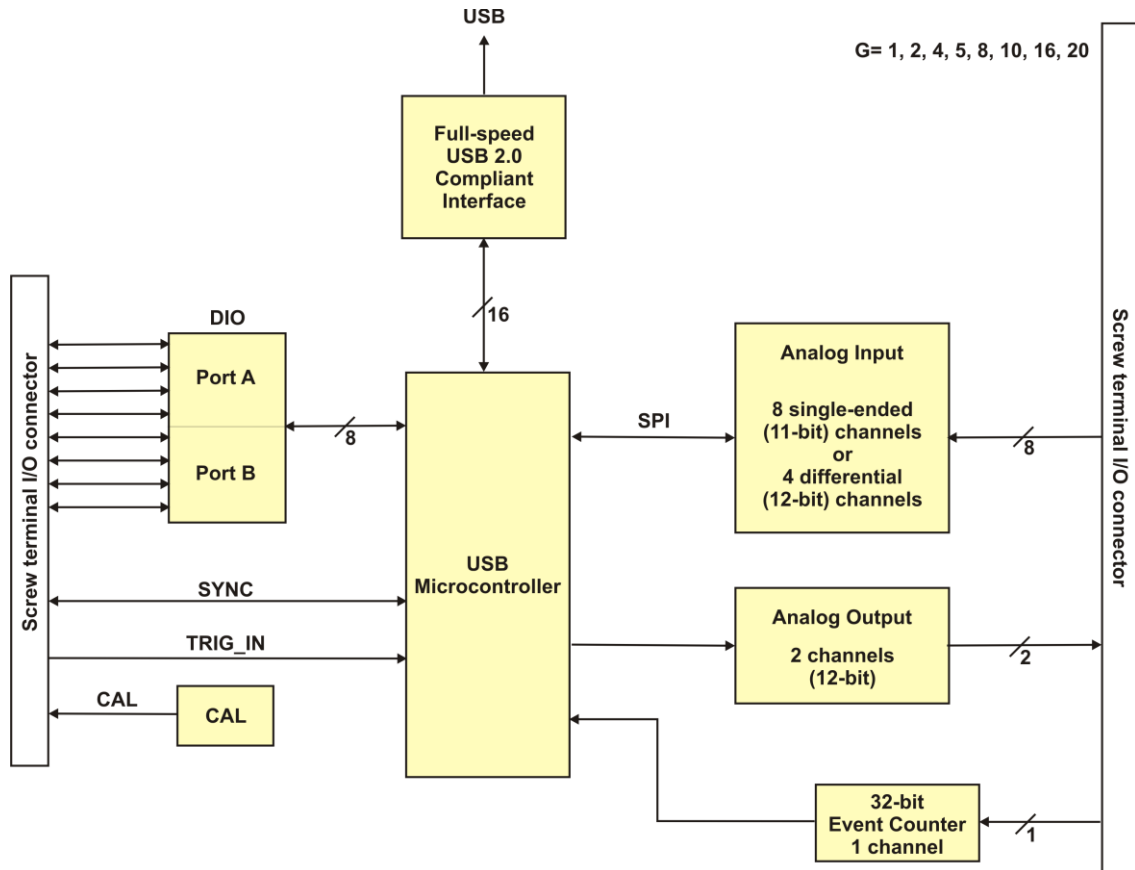 USB
G= 1, 2, 4, 5, 8, 10, 16, 20
Full-speed
USB 2.0
Compliant
Interface
16
DIO
Port A
Port B
8
Screw terminal I/O connector
SYNC
TRIG_IN
CAL
CAL
USB
Microcontroller
SPI
Analog Input
8 single-ended
(11-bit) channels
or
4 differential
(12-bit) channels
8
Screw terminal I/O connector
Analog Output
2 channels
(12-bit)
2
32-bit
Event Counter
1 channel
1